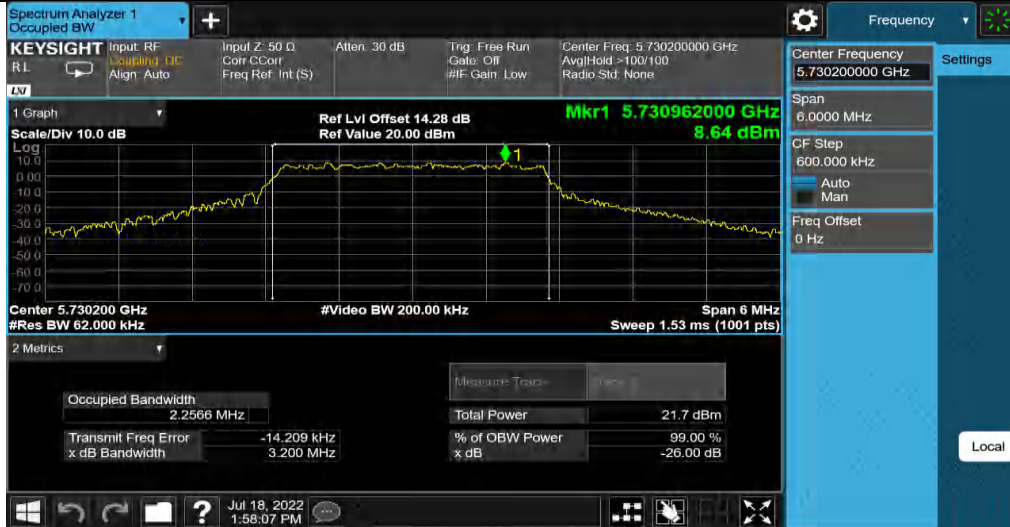 Spectrum Analyzer 1
Occupied BW
Frequency
KEYSIGHT
RL
LXI
Input: RF
Coupling: DC
Align: Auto
Input Z: 50 Ω
Corr CCorr
Freq Ref: Int (S)
Atten: 30 dB
Trig: Free Run
Gate: Off
#IF Gain: Low
Center Freq: 5.730200000 GHz
Avg|Hold >100/100
Radio Std: None
Center Frequency
5.730200000 GHz
Settings
Span
6.0000 MHz
CF Step
600.000 kHz
Auto
Man
Freq Offset
0 Hz
Local
1 Graph
Scale/Div 10.0 dB
Ref Lvl Offset 14.28 dB
Ref Value 20.00 dBm
Mkr1 5.730962000 GHz
8.64 dBm
Log
10.0
0.00
-10.0
-20.0
-30.0
-40.0
-50.0
-60.0
-70.0
1
Center 5.730200 GHz
#Res BW 62.000 kHz
#Video BW 200.00 kHz
Span 6 MHz
Sweep 1.53 ms (1001 pts)
2 Metrics
Measure Trace
Occupied Bandwidth
2.2566 MHz
Total Power 21.7 dBm
Transmit Freq Error -14.209 kHz
% of OBW Power 99.00 %
x dB Bandwidth 3.200 MHz
x dB -26.00 dB
?
Jul 18, 2022
1:58:07 PM